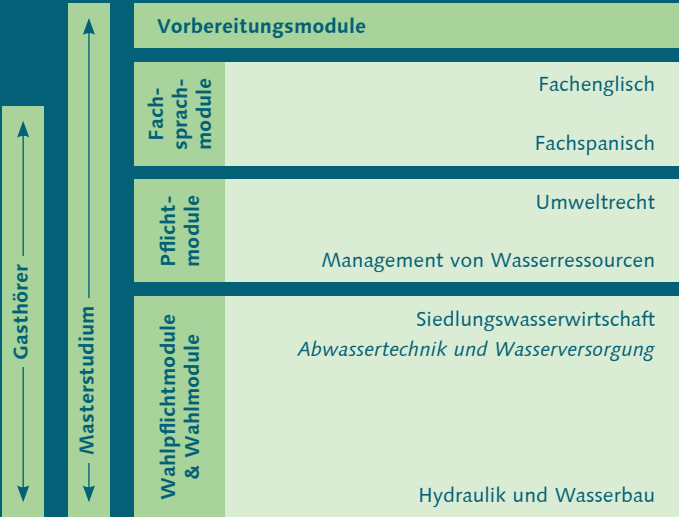 Vorbereitungsmodule
Gasthörer
Masterstudium
Fach-
sprach-
module
Fachenglisch
Fachspanisch
Pflicht-
module
Umweltrecht
Management von Wasserressourcen
Wahlpflichtmodule
& Wahlmodule
Siedlungswasserwirtschaft
Abwassertechnik und Wasserversorgung
Hydraulik und Wasserbau